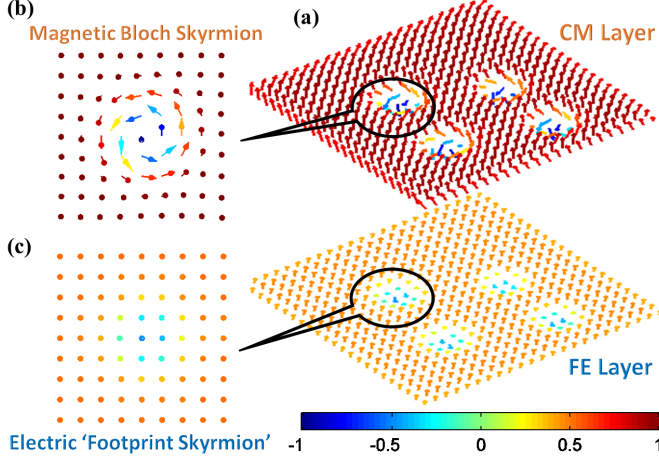 (b)
Magnetic Bloch Skyrmion
(a)
CM Layer
(c)
FE Layer
Electric ‘Footprint Skyrmion’
-1 -0.5 0 0.5 1